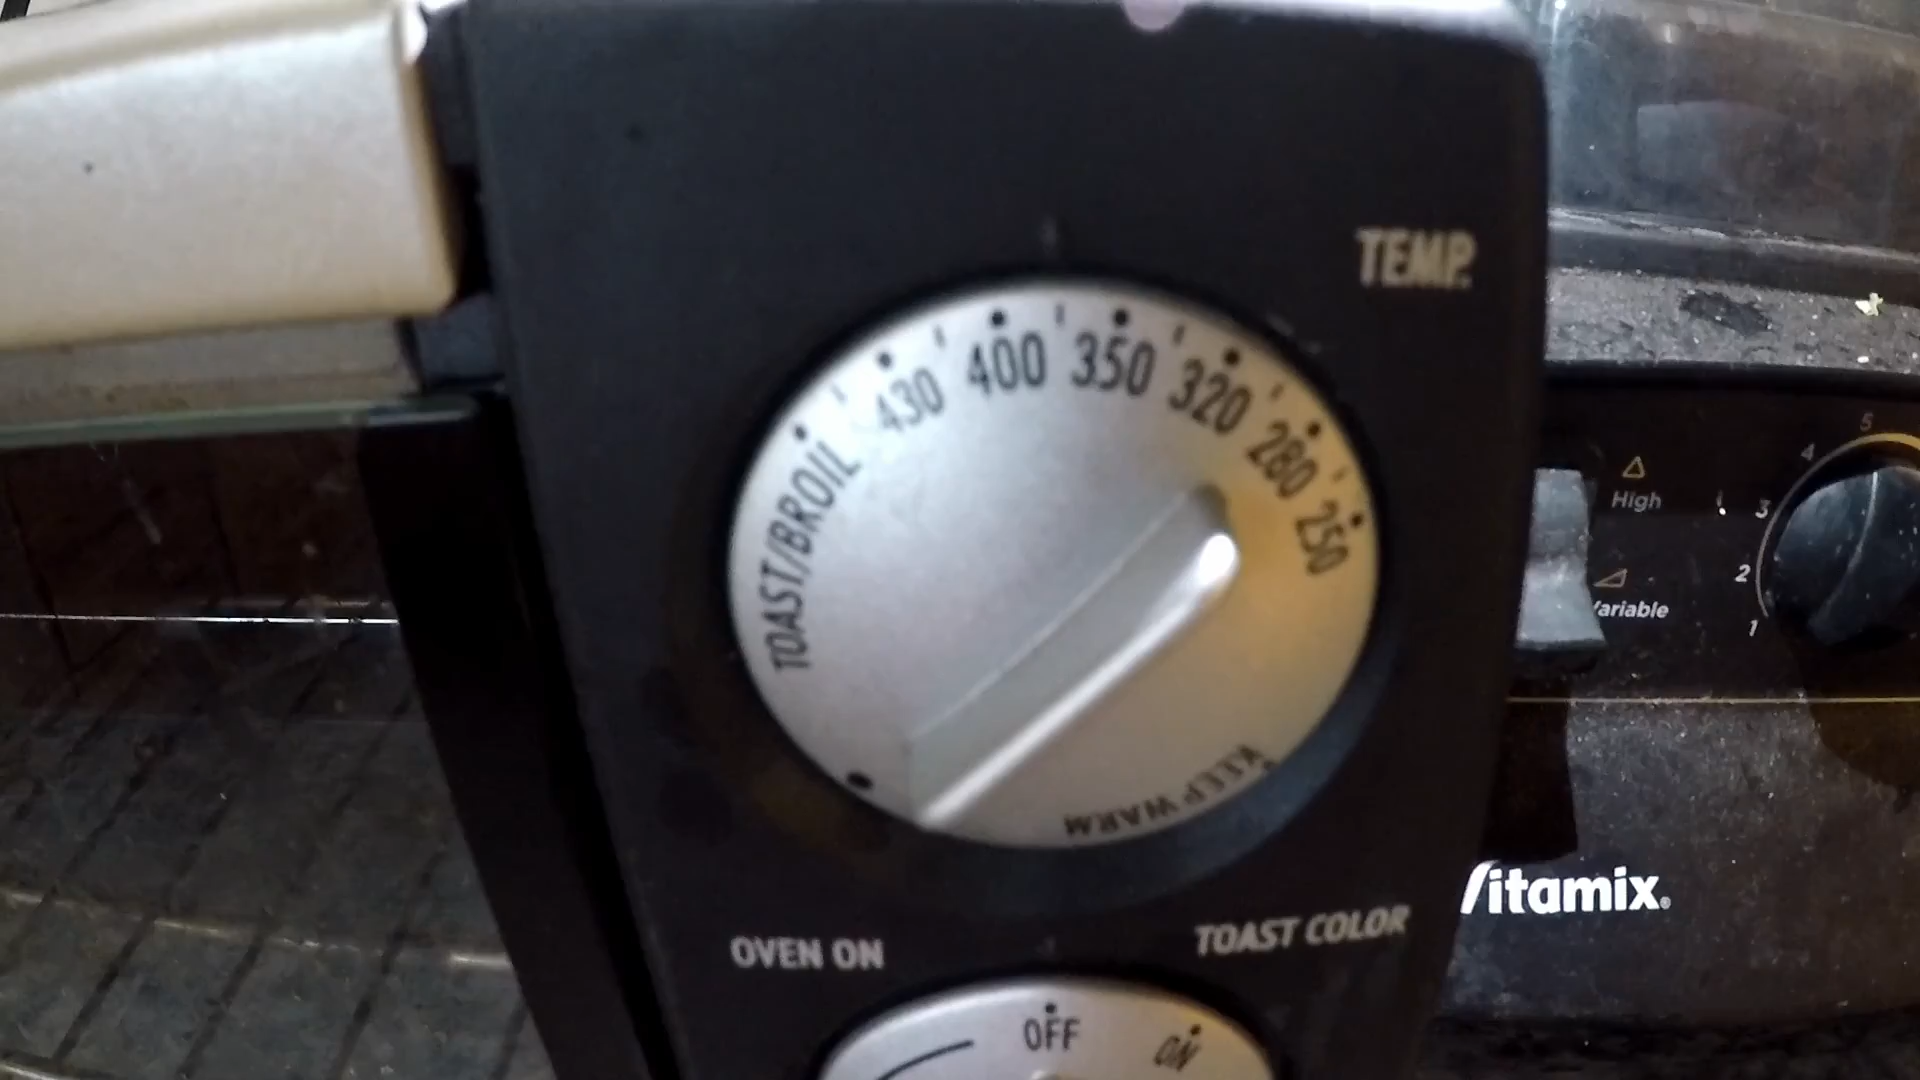 TEMP.
TOAST/BROIL
430
400
350
320
280
250
KEEP WARM
OVEN ON
TOAST COLOR
OFF
ON
High
Variable
5
4
3
2
1
Vitamix®